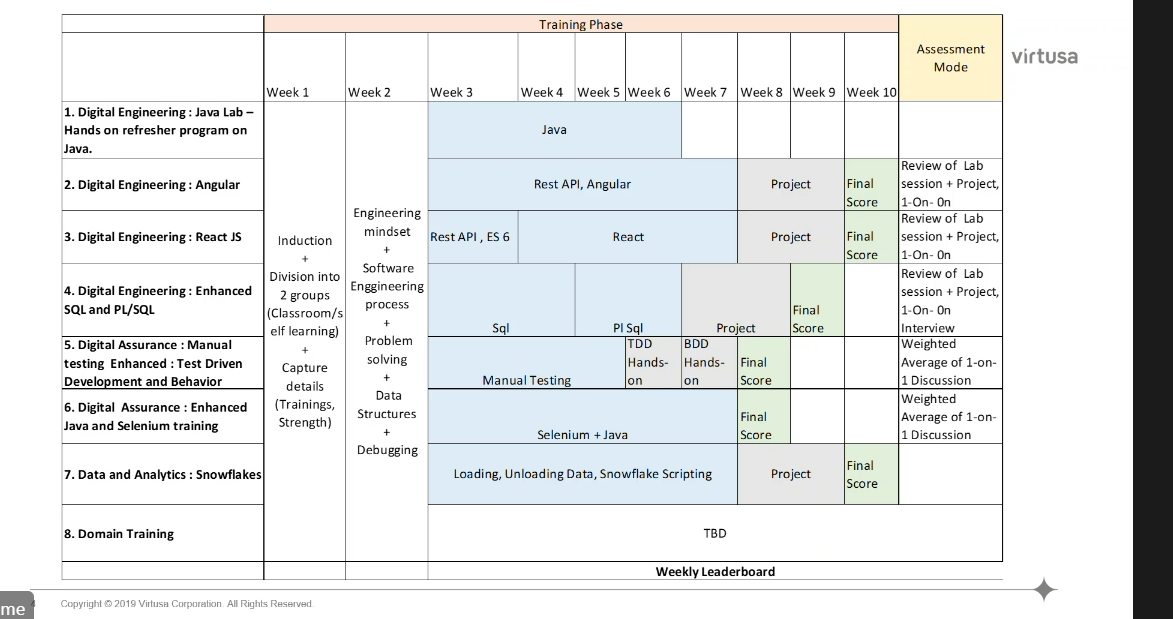 Training Phase
Assessment
Mode
virtusa
Week 1
Week 2
Week 3
Week 4
Week 5
Week 6
Week 7
Week 8
Week 9
Week 10
1. Digital Engineering : Java Lab –
Hands on refresher program on
Java.
Java
2. Digital Engineering : Angular
Rest API, Angular
Project
Final
Score
Review of Lab
session + Project,
1-On- 0n
3. Digital Engineering : React JS
Rest API , ES 6
React
Project
Final
Score
Review of Lab
session + Project,
1-On- 0n
Induction
+
Division into
2 groups
(Classroom/s
elf learning)
+
Capture
details
(Trainings,
Strength)
Engineering
mindset
+
Software
Enggineering
process
+
Problem
solving
+
Data
Structures
+
Debugging
4. Digital Engineering : Enhanced
SQL and PL/SQL
Sql
Pl Sql
Project
Final
Score
Review of Lab
session + Project,
1-On- 0n
Interview
5. Digital Assurance : Manual
testing Enhanced : Test Driven
Development and Behavior
Manual Testing
TDD
Hands-
on
BDD
Hands-
on
Final
Score
Weighted
Average of 1-on-
1 Discussion
6. Digital Assurance : Enhanced
Java and Selenium training
Selenium + Java
Final
Score
Weighted
Average of 1-on-
1 Discussion
7. Data and Analytics : Snowflakes
Loading, Unloading Data, Snowflake Scripting
Project
Final
Score
8. Domain Training
TBD
Weekly Leaderboard
me
4
Copyright © 2019 Virtusa Corporation. All Rights Reserved.